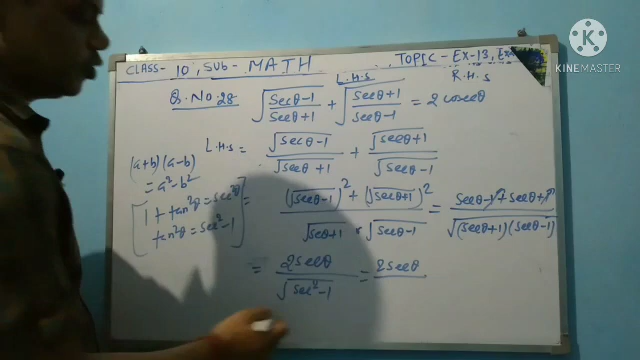 CLASS- 10, SUB- MATH TOPIC- EX-13, Ex
KINEMASTER
L.H.S R.H.S
Q.No.28 √(secθ-1/secθ+1) + √(secθ+1/secθ-1) = 2 cosecθ
L.H.S = √secθ-1/√secθ+1 + √secθ+1/√secθ-1
(a+b)(a-b)
= a²-b²
[1 + tan²θ = sec²θ
tan²θ = sec²-1]
= (√secθ-1)² + (√secθ+1)²/√secθ+1 × √secθ-1 = secθ-1+secθ+1/√(secθ+1)(secθ-1)
= 2secθ/√sec²-1 = 2secθ